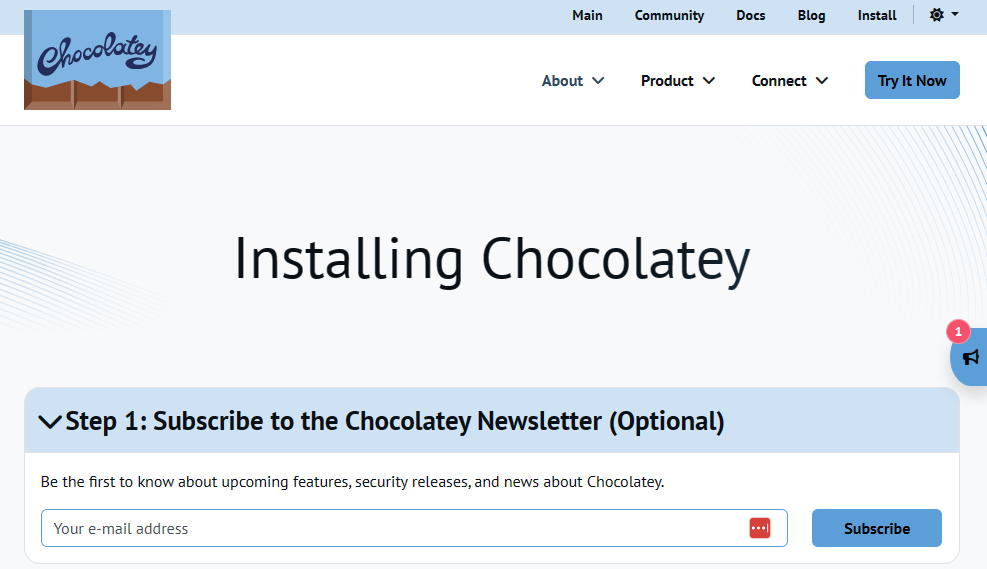 Main Community Docs Blog Install
Chocolatey
About Product Connect Try It Now
Installing Chocolatey
1
Step 1: Subscribe to the Chocolatey Newsletter (Optional)
Be the first to know about upcoming features, security releases, and news about Chocolatey.
Your e-mail address Subscribe